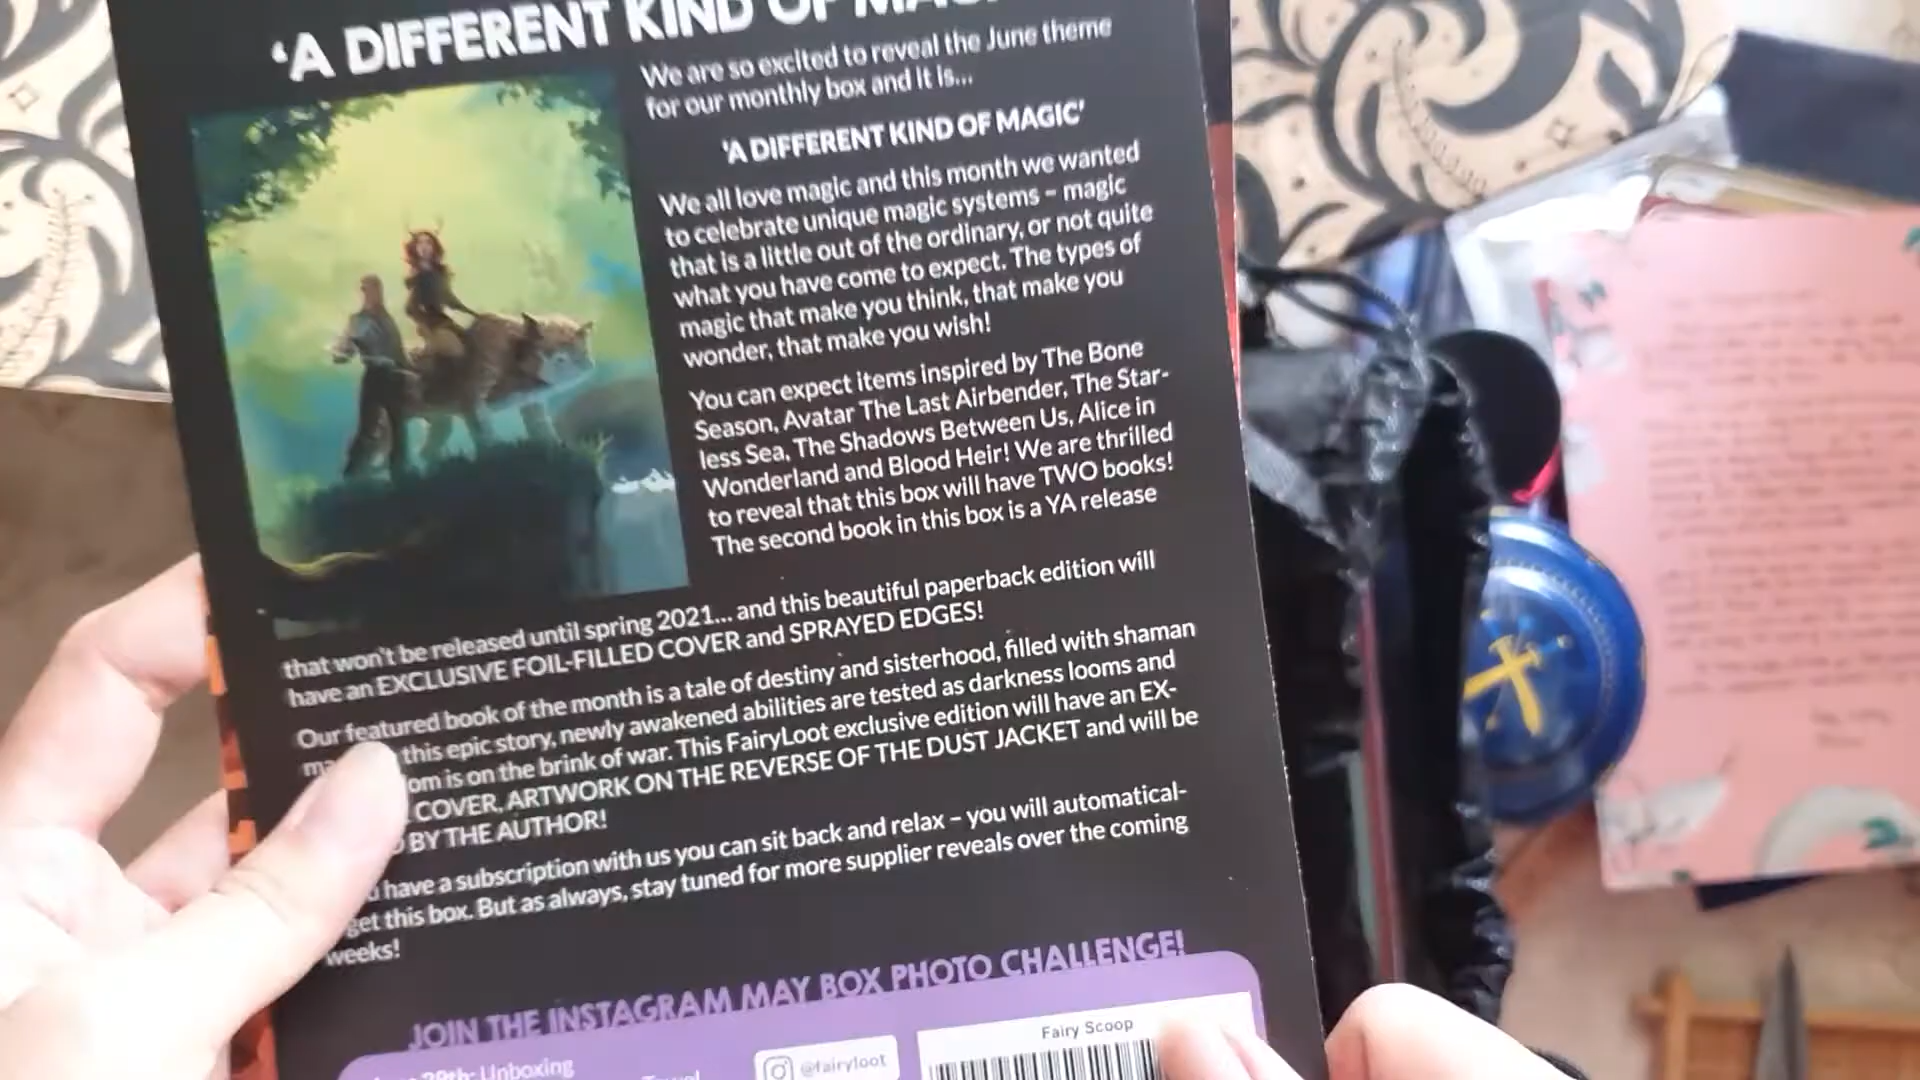 'A DIFFERENT KIND OF
We are so excited to reveal the June theme
for our monthly box and it is...
'A DIFFERENT KIND OF MAGIC'
We all love magic and this month we wanted
to celebrate unique magic systems – magic
that is a little out of the ordinary, or not quite
what you have come to expect. The types of
magic that make you think, that make you
wonder, that make you wish!
You can expect items inspired by The Bone
Season, Avatar The Last Airbender, The Star-
less Sea, The Shadows Between Us, Alice in
Wonderland and Blood Heir! We are thrilled
to reveal that this box will have TWO books!
The second book in this box is a YA release
that won't be released until spring 2021... and this beautiful paperback edition will
have an EXCLUSIVE FOIL-FILLED COVER and SPRAYED EDGES!
Our featured book of the month is a tale of destiny and sisterhood, filled with shaman
this epic story, newly awakened abilities are tested as darkness looms and
is on the brink of war. This FairyLoot exclusive edition will have an EX-
COVER, ARTWORK ON THE REVERSE OF THE DUST JACKET and will be
BY THE AUTHOR!
have a subscription with us you can sit back and relax – you will automatical-
get this box. But as always, stay tuned for more supplier reveals over the coming
weeks!
JOIN THE INSTAGRAM MAY BOX PHOTO CHALLENGE!
Unboxing
@fairyloot
Fairy Scoop